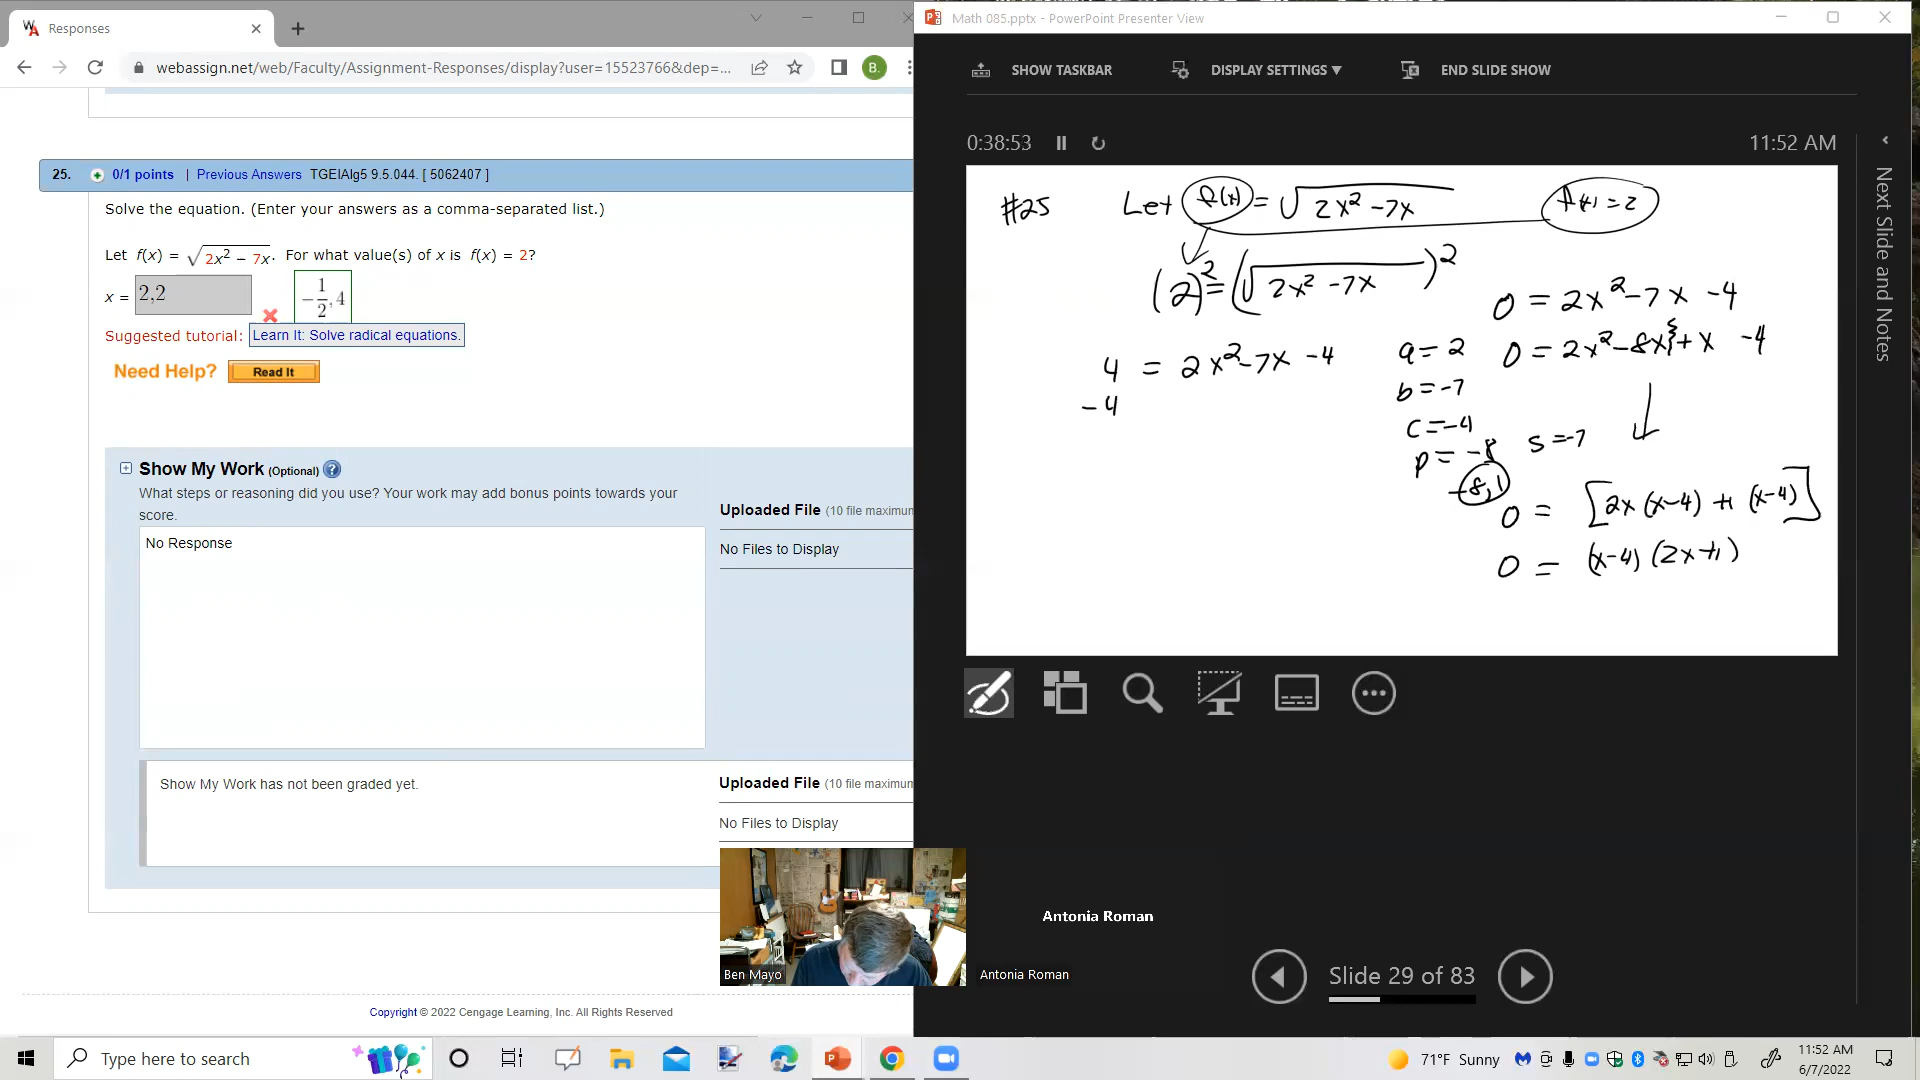 Responses
webassign.net/web/Faculty/Assignment-Responses/display?user=15523766&dep=...
B.
25.
0/1 points | Previous Answers TGEIAlg5 9.5.044. [ 5062407 ]
Solve the equation. (Enter your answers as a comma-separated list.)
Let f(x) = √2x² − 7x. For what value(s) of x is f(x) = 2?
x = 2,2
−1/2, 4
Suggested tutorial: Learn It: Solve radical equations.
Need Help? Read It
Show My Work (Optional) ?
What steps or reasoning did you use? Your work may add bonus points towards your
score.
No Response
Uploaded File (10 file maximum
No Files to Display
Show My Work has not been graded yet.
Uploaded File (10 file maximum
No Files to Display
Copyright © 2022 Cengage Learning, Inc. All Rights Reserved
Math 085.pptx - PowerPoint Presenter View
SHOW TASKBAR
DISPLAY SETTINGS ▼
END SLIDE SHOW
0:38:53
11:52 AM
Next Slide and Notes
#25 Let f(x) = √2x² -7x f(x) = 2
(2)² = (√2x² -7x)²
4 = 2x² -7x -4
-4
a = 2
b = -7
c = -4
p = -8 s = -7
-8, 1
0 = 2x² -7x -4
0 = 2x² -8x + x -4
0 = [2x(x-4) + 1(x-4)]
0 = (x-4)(2x+1)
Antonia Roman
Ben Mayo
Antonia Roman
Slide 29 of 83
Type here to search
71°F Sunny
11:52 AM
6/7/2022